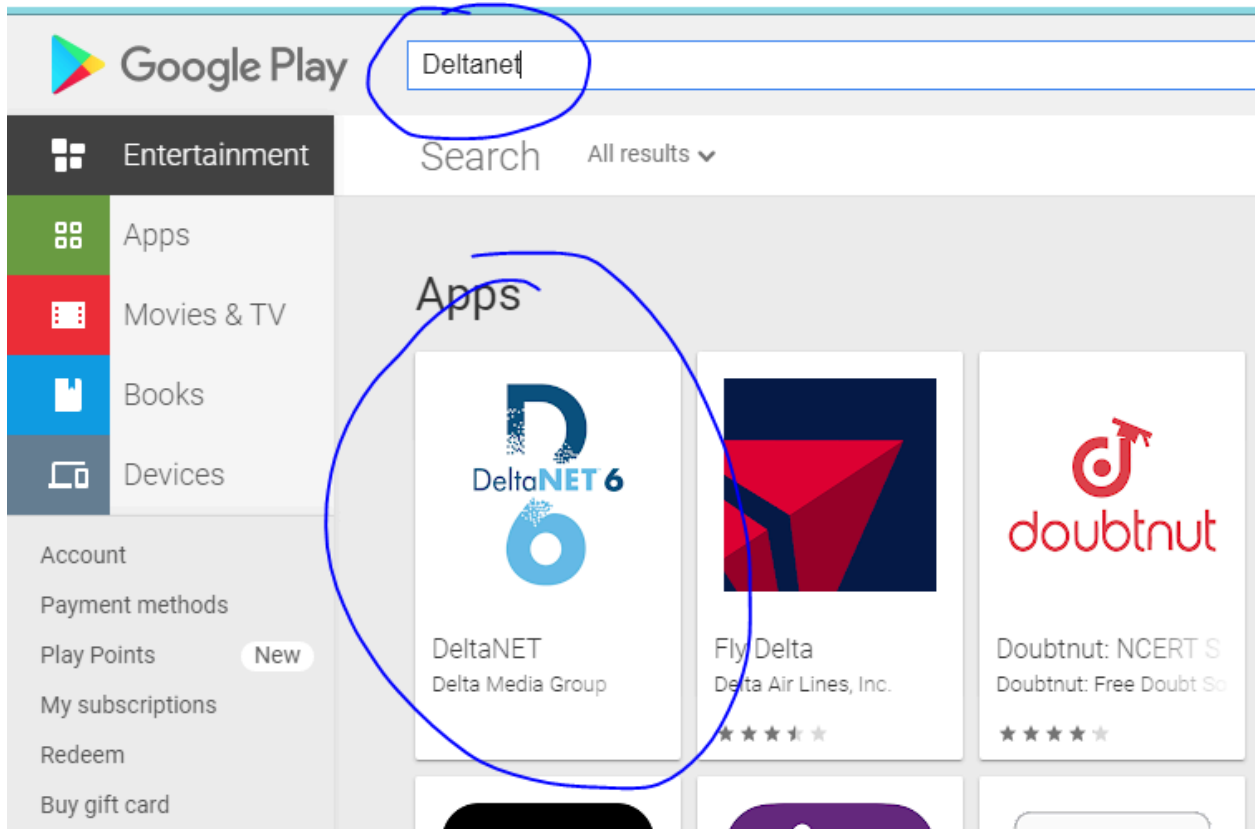 Google Play
Deltanet
Entertainment
Search
All results
Apps
Movies & TV
Books
Devices
Account
Payment methods
Play Points
New
My subscriptions
Redeem
Buy gift card
Apps
DeltaNET 6
6
DeltaNET
Delta Media Group
Fly Delta
Delta Air Lines, Inc.
doubtnut
Doubtnut: NCERT S
Doubtnut: Free Doubt So